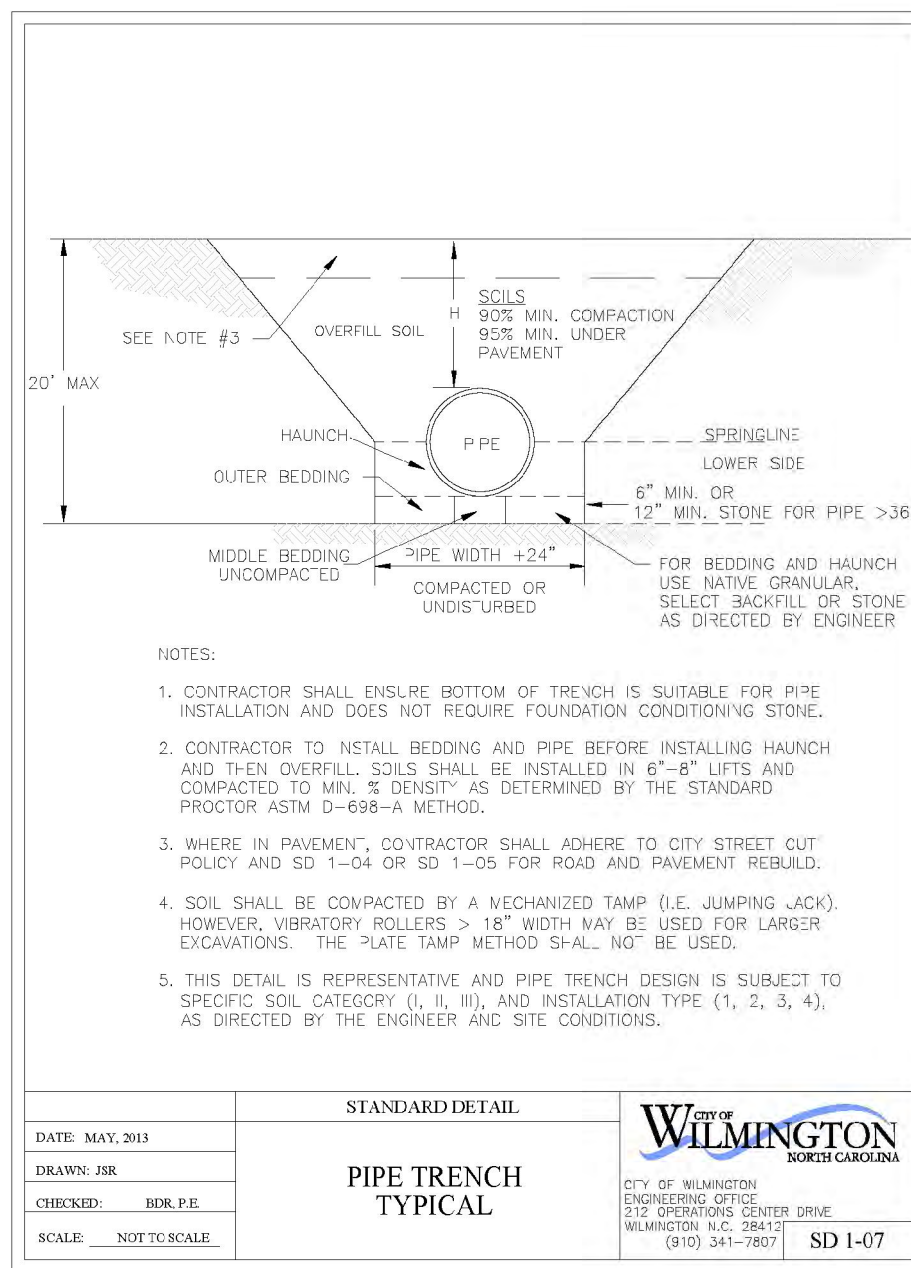 SOILS
H 90% MIN. COMPACTION
95% MIN. UNDER
PAVEMENT
OVERFILL SOIL
SEE NOTE #3
20' MAX
HAUNCH
PIPE
SPRINGLINE
LOWER SIDE
OUTER BEDDING
6" MIN. OR
12" MIN. STONE FOR PIPE >36
MIDDLE BEDDING
UNCOMPACTED
PIPE WIDTH +24"
COMPACTED OR
UNDISTURBED
FOR BEDDING AND HAUNCH
USE NATIVE GRANULAR,
SELECT BACKFILL OR STONE
AS DIRECTED BY ENGINEER
NOTES:
1. CONTRACTOR SHALL ENSURE BOTTOM OF TRENCH IS SUITABLE FOR PIPE
INSTALLATION AND DOES NOT REQUIRE FOUNDATION CONDITIONING STONE.
2. CONTRACTOR TO INSTALL BEDDING AND PIPE BEFORE INSTALLING HAUNCH
AND THEN OVERFILL. SOILS SHALL BE INSTALLED IN 6"-8" LIFTS AND
COMPACTED TO MIN. % DENSITY AS DETERMINED BY THE STANDARD
PROCTOR ASTM D-698-A METHOD.
3. WHERE IN PAVEMENT, CONTRACTOR SHALL ADHERE TO CITY STREET CUT
POLICY AND SD 1-04 OR SD 1-05 FOR ROAD AND PAVEMENT REBUILD.
4. SOIL SHALL BE COMPACTED BY A MECHANIZED TAMP (I.E. JUMPING JACK).
HOWEVER, VIBRATORY ROLLERS > 18" WIDTH MAY BE USED FOR LARGER
EXCAVATIONS. THE PLATE TAMP METHOD SHALL NOT BE USED.
5. THIS DETAIL IS REPRESENTATIVE AND PIPE TRENCH DESIGN IS SUBJECT TO
SPECIFIC SOIL CATEGORY (I, II, III), AND INSTALLATION TYPE (1, 2, 3, 4),
AS DIRECTED BY THE ENGINEER AND SITE CONDITIONS.
DATE: MAY, 2013
DRAWN: JSR
CHECKED: BDR, P.E.
SCALE: NOT TO SCALE
STANDARD DETAIL
PIPE TRENCH
TYPICAL
CITY OF
WILMINGTON
NORTH CAROLINA
CITY OF WILMINGTON
ENGINEERING OFFICE
212 OPERATIONS CENTER DRIVE
WILMINGTON N.C. 28412
(910) 341-7807
SD 1-07